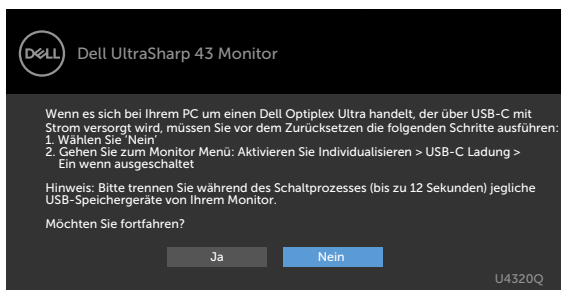 DELL
Dell UltraSharp 43 Monitor
Wenn es sich bei Ihrem PC um einen Dell Optiplex Ultra handelt, der über USB-C mit
Strom versorgt wird, müssen Sie vor dem Zurücksetzen die folgenden Schritte ausführen:
1. Wählen Sie ‘Nein’
2. Gehen Sie zum Monitor Menü: Aktivieren Sie Individualisieren > USB-C Ladung >
Ein wenn ausgeschaltet
Hinweis: Bitte trennen Sie während des Schaltprozesses (bis zu 12 Sekunden) jegliche
USB-Speichergeräte von Ihrem Monitor.
Möchten Sie fortfahren?
Ja Nein
U4320Q